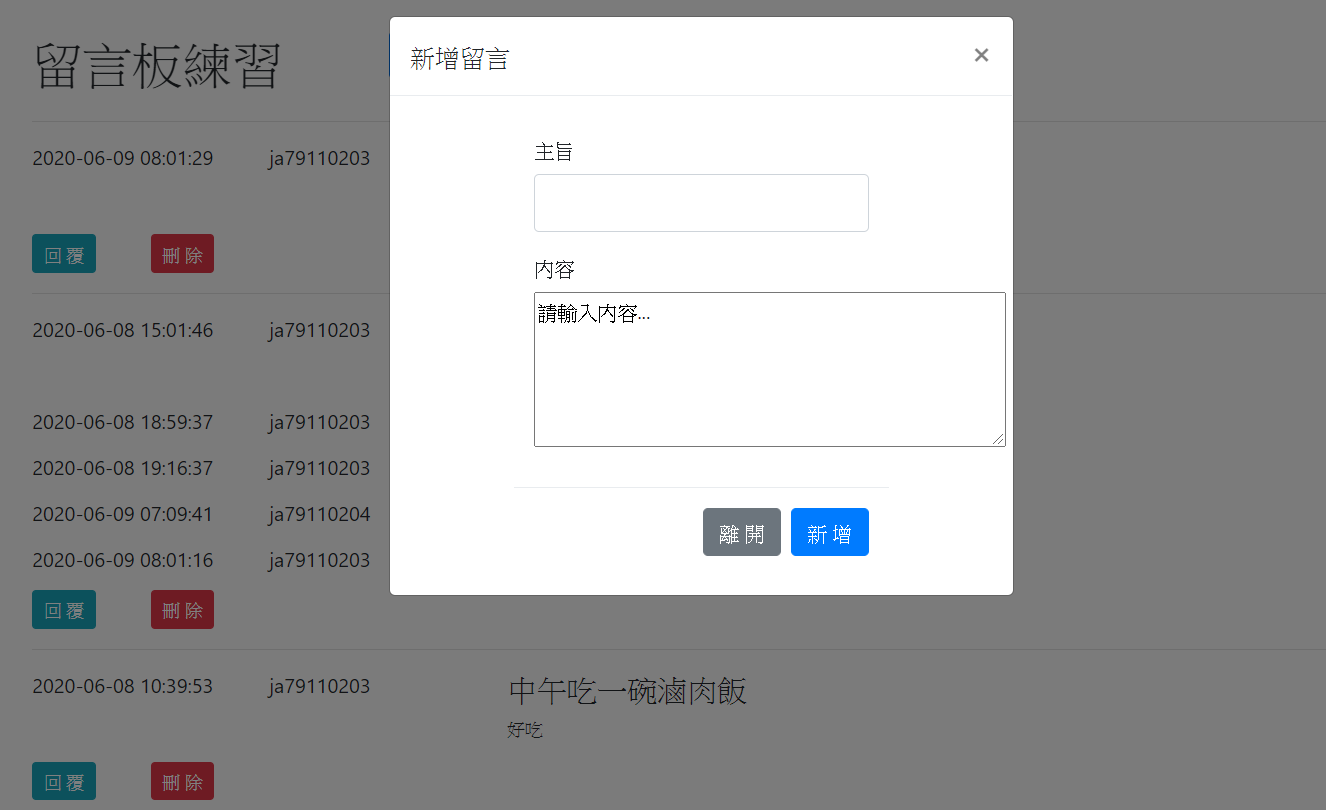 留言板練習
新增留言
×
主旨
內容
請輸入內容...
離 開 新 增
2020-06-09 08:01:29 ja79110203
回 覆 刪 除
2020-06-08 15:01:46 ja79110203
2020-06-08 18:59:37 ja79110203
2020-06-08 19:16:37 ja79110203
2020-06-09 07:09:41 ja79110204
2020-06-09 08:01:16 ja79110203
回 覆 刪 除
2020-06-08 10:39:53 ja79110203 中午吃一碗滷肉飯
好吃
回 覆 刪 除